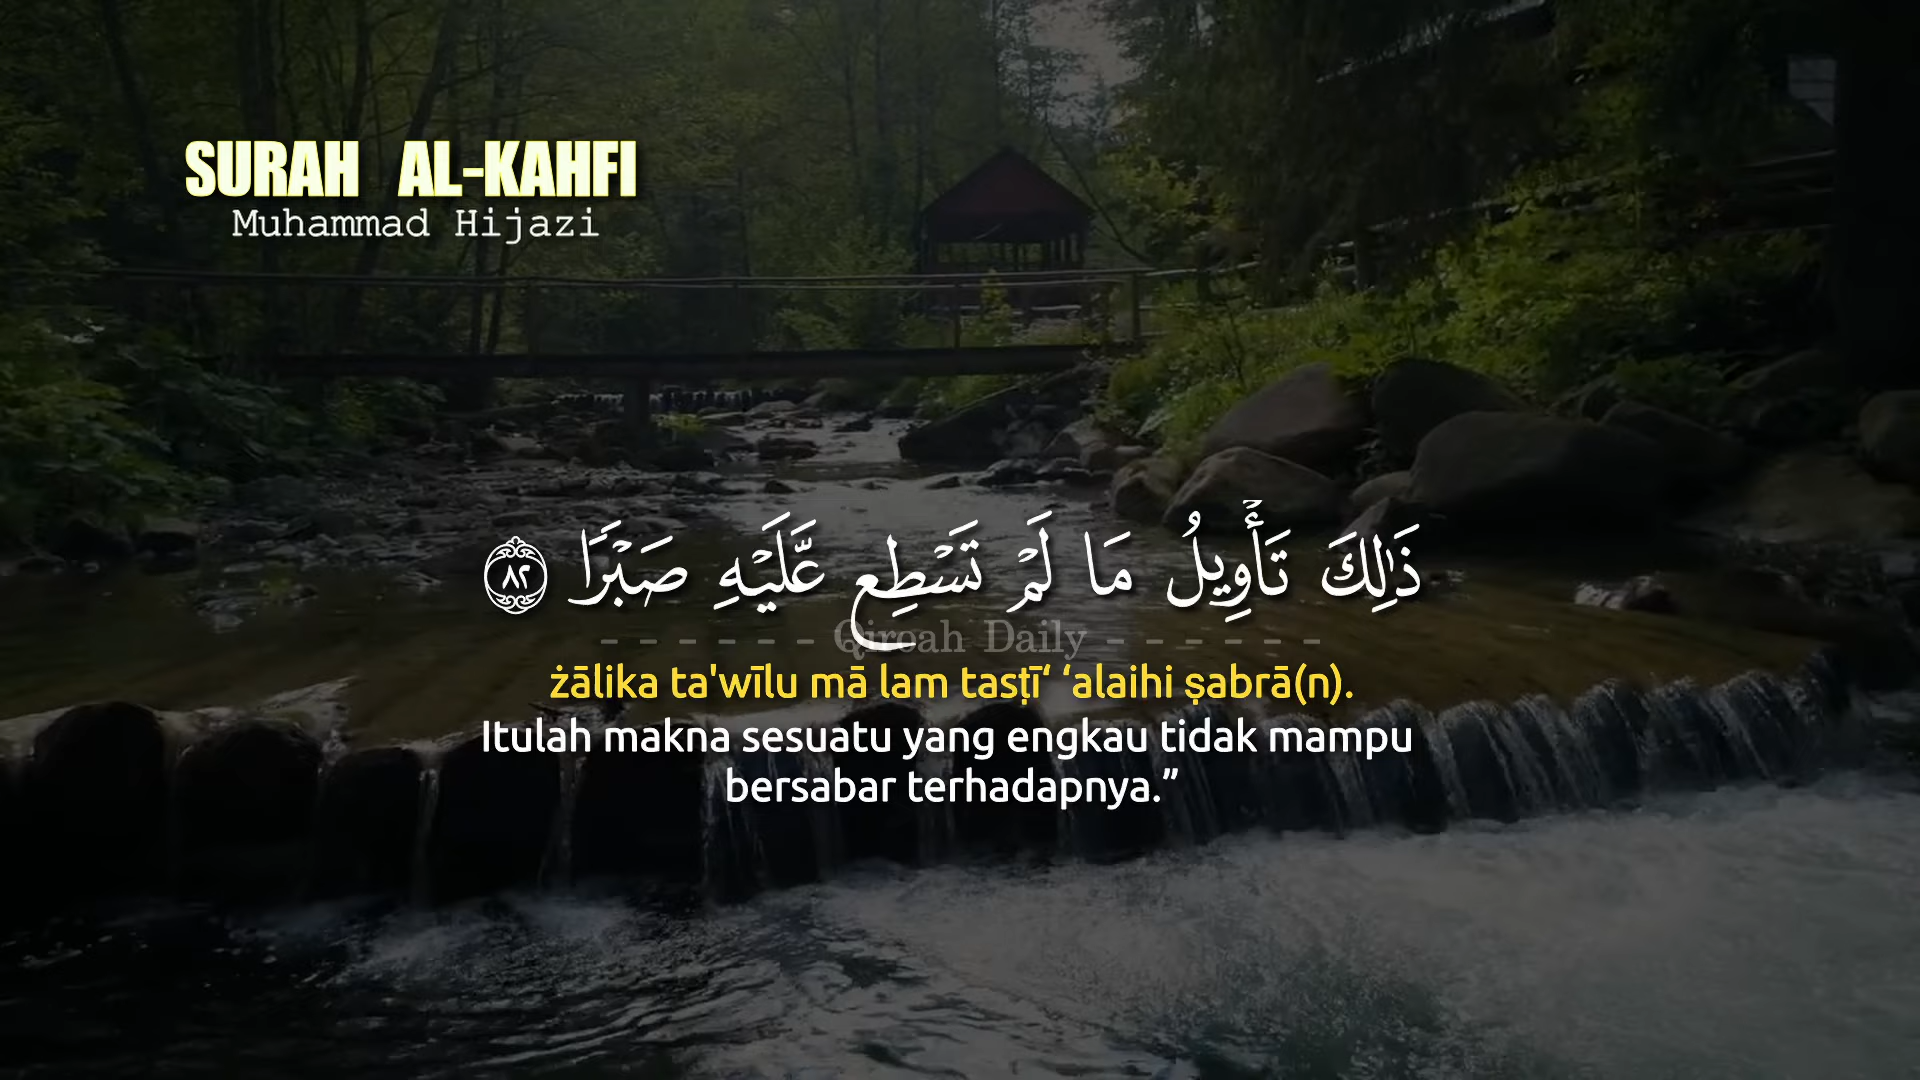 SURAH AL-KAHFI
Muhammad Hijazi
ذَٰلِكَ تَأْوِيلُ مَا لَمْ تَسْطِع عَّلَيْهِ صَبْرًا ٨٢
- - - - - - Qiroah Daily - - - - - -
żālika ta'wīlu mā lam tasṭī‘ ‘alaihi ṣabrā(n).
Itulah makna sesuatu yang engkau tidak mampu
bersabar terhadapnya.”